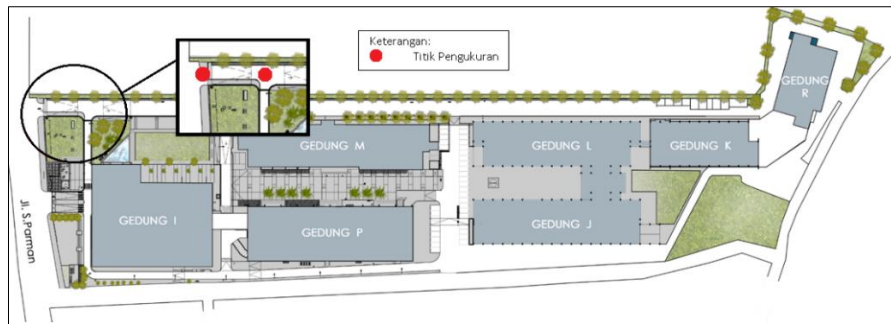 Keterangan:
Titik Pengukuran
GEDUNG R
GEDUNG M
GEDUNG L
GEDUNG K
GEDUNG I
GEDUNG P
GEDUNG J
Jl. S.Parman